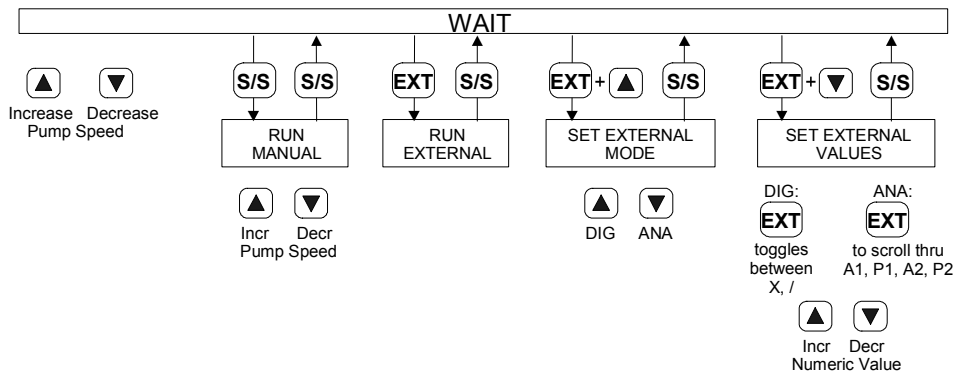 WAIT
S/S S/S EXT S/S EXT + S/S EXT + S/S
Increase Decrease
Pump Speed
RUN
MANUAL
RUN
EXTERNAL
SET EXTERNAL
MODE
SET EXTERNAL
VALUES
Incr Decr
Pump Speed
DIG ANA
DIG:
EXT
toggles
between
X, /
ANA:
EXT
to scroll thru
A1, P1, A2, P2
Incr Decr
Numeric Value